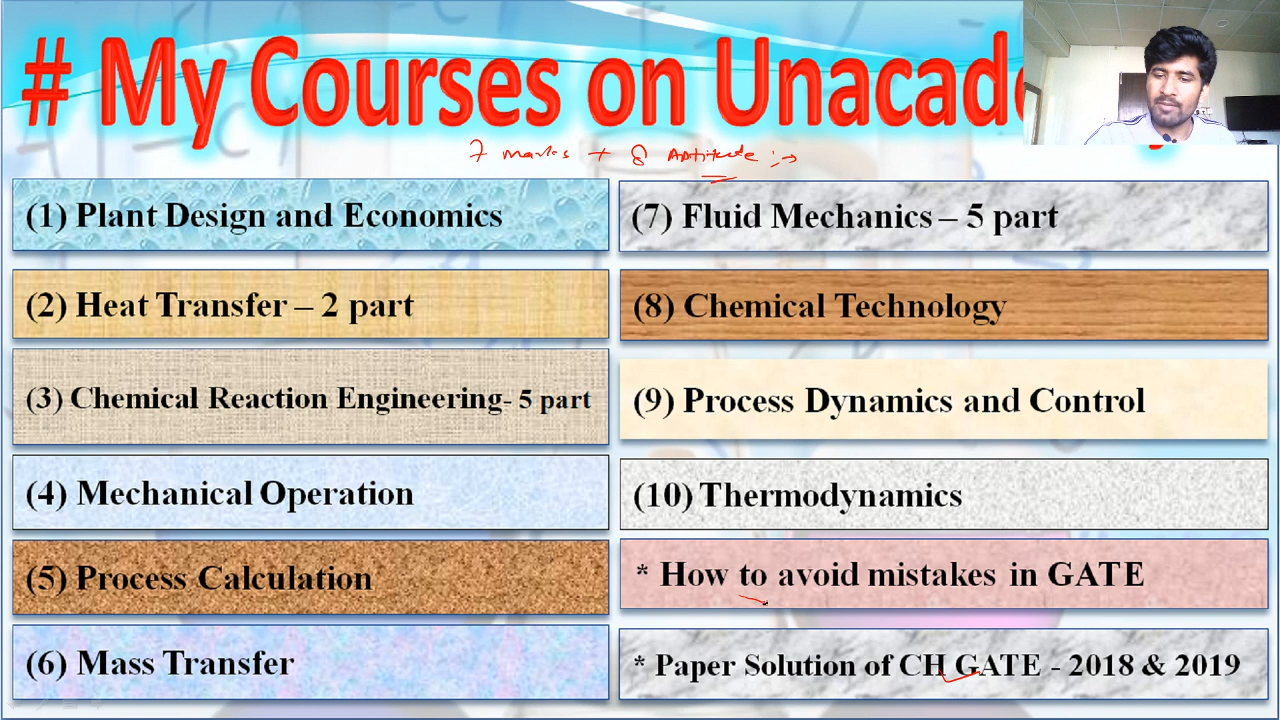 # My Courses on Unacade
7 marks + 8 Aptitude :→
(1) Plant Design and Economics
(2) Heat Transfer – 2 part
(3) Chemical Reaction Engineering- 5 part
(4) Mechanical Operation
(5) Process Calculation
(6) Mass Transfer
(7) Fluid Mechanics – 5 part
(8) Chemical Technology
(9) Process Dynamics and Control
(10) Thermodynamics
* How to avoid mistakes in GATE
* Paper Solution of CH GATE - 2018 & 2019